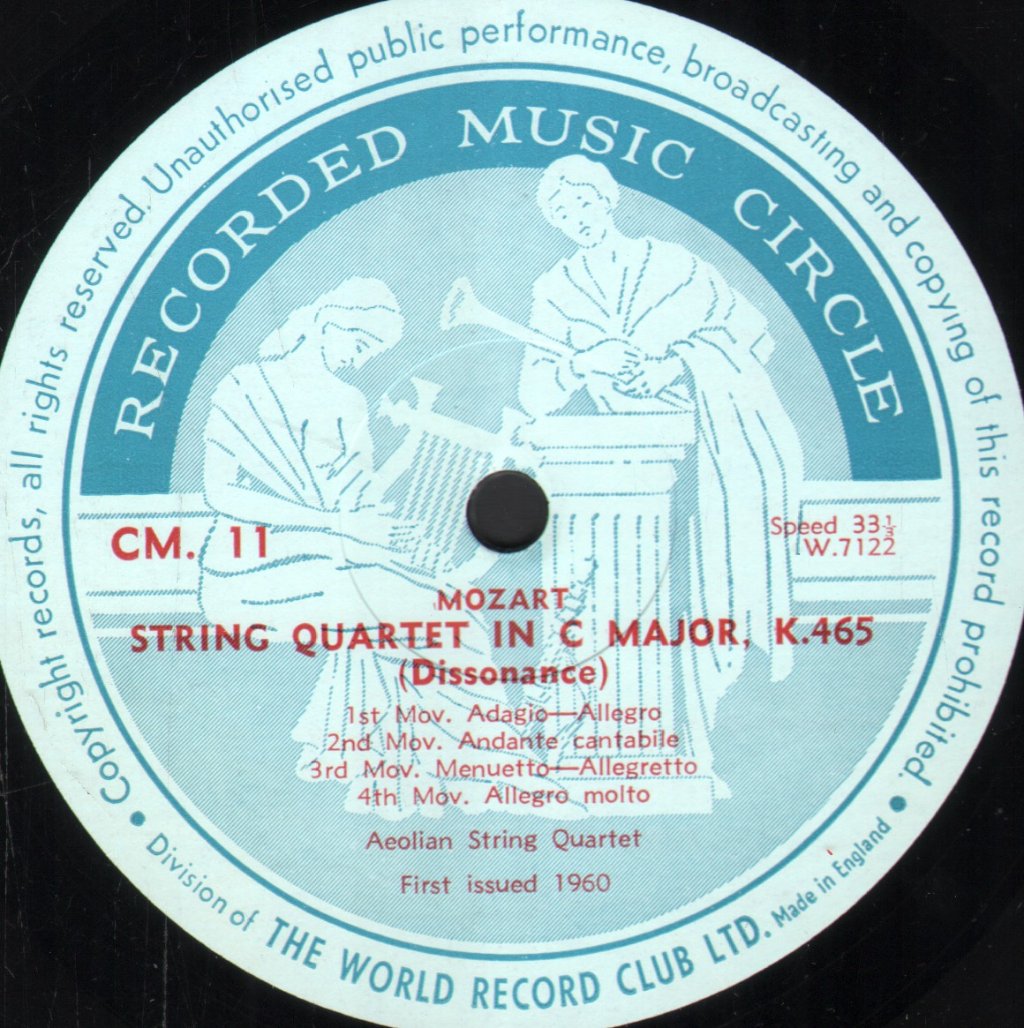 Copyright records, all rights reserved. Unauthorised public performance, broadcasting and copying of this record prohibited.
RECORDED MUSIC CIRCLE
CM. 11
Speed 33⅓
W.7122
MOZART
STRING QUARTET IN C MAJOR, K.465
(Dissonance)
1st Mov. Adagio—Allegro
2nd Mov. Andante cantabile
3rd Mov. Menuetto—Allegretto
4th Mov. Allegro molto
Aeolian String Quartet
First issued 1960
Division of THE WORLD RECORD CLUB LTD. Made in England